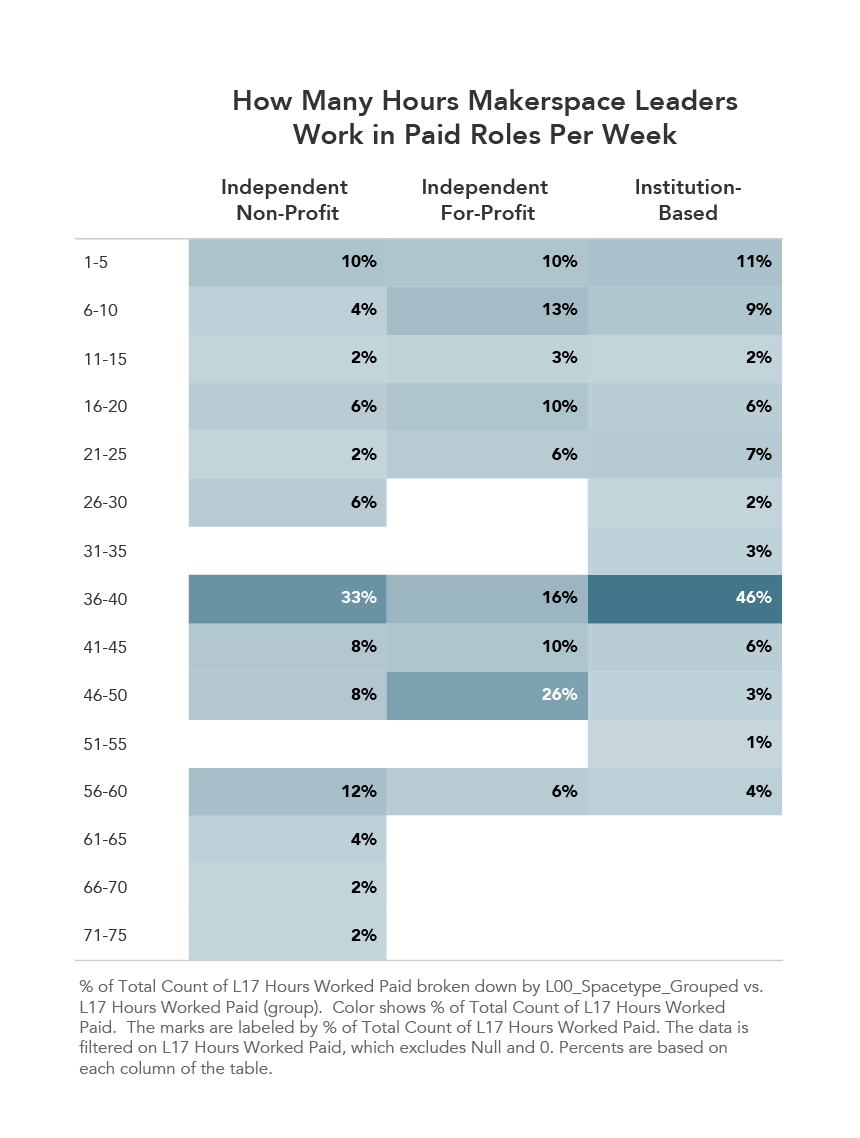 How Many Hours Makerspace Leaders
Work in Paid Roles Per Week
Independent Non-Profit Independent For-Profit Institution-Based
1-5 10% 10% 11%
6-10 4% 13% 9%
11-15 2% 3% 2%
16-20 6% 10% 6%
21-25 2% 6% 7%
26-30 6% 2%
31-35 3%
36-40 33% 16% 46%
41-45 8% 10% 6%
46-50 8% 26% 3%
51-55 1%
56-60 12% 6% 4%
61-65 4%
66-70 2%
71-75 2%
% of Total Count of L17 Hours Worked Paid broken down by L00_Spacetype_Grouped vs.
L17 Hours Worked Paid (group). Color shows % of Total Count of L17 Hours Worked
Paid. The marks are labeled by % of Total Count of L17 Hours Worked Paid. The data is
filtered on L17 Hours Worked Paid, which excludes Null and 0. Percents are based on
each column of the table.